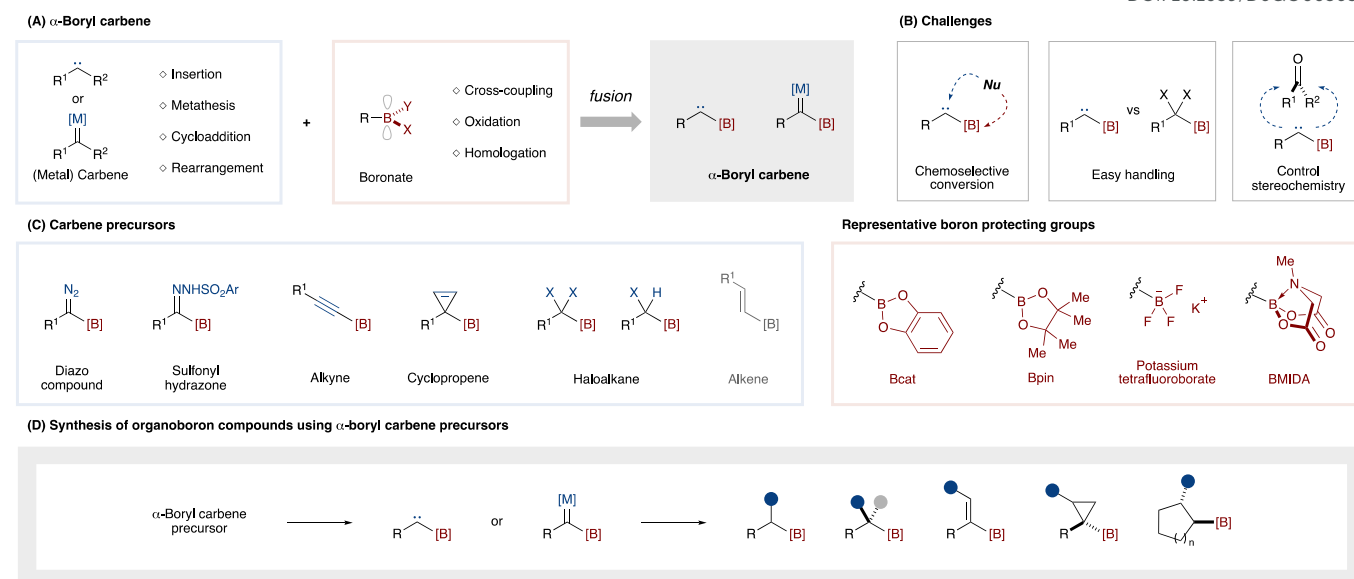 (A) α-Boryl carbene
R1
R2
or
[M]
R1
R2
(Metal) Carbene
◇ Insertion
◇ Metathesis
◇ Cycloaddition
◇ Rearrangement
+
R
B
Y
X
Boronate
◇ Cross-coupling
◇ Oxidation
◇ Homologation
fusion
R
[B]
[M]
R
[B]
α-Boryl carbene
(B) Challenges
Nu
R
[B]
Chemoselective
conversion
R1
[B]
vs
X X
R1
[B]
Easy handling
O
R1
R2
R
[B]
Control
stereochemistry
(C) Carbene precursors
N2
R1
[B]
Diazo
compound
NNHSO2Ar
R1
[B]
Sulfonyl
hydrazone
R1
[B]
Alkyne
R1
[B]
Cyclopropene
X X
R1
[B]
X H
R1
[B]
Haloalkane
R1
[B]
Alkene
Representative boron protecting groups
B
O
O
Bcat
B
O
O
Me
Me
Me
Me
Bpin
B
−
F
F
F
K+
Potassium
tetrafluoroborate
Me
N
B
O
O
O
O
BMIDA
(D) Synthesis of organoboron compounds using α-boryl carbene precursors
α-Boryl carbene
precursor
R
[B]
or
[M]
R
[B]
R
[B]
R
[B]
R
[B]
R
[B]
[B]
( )n